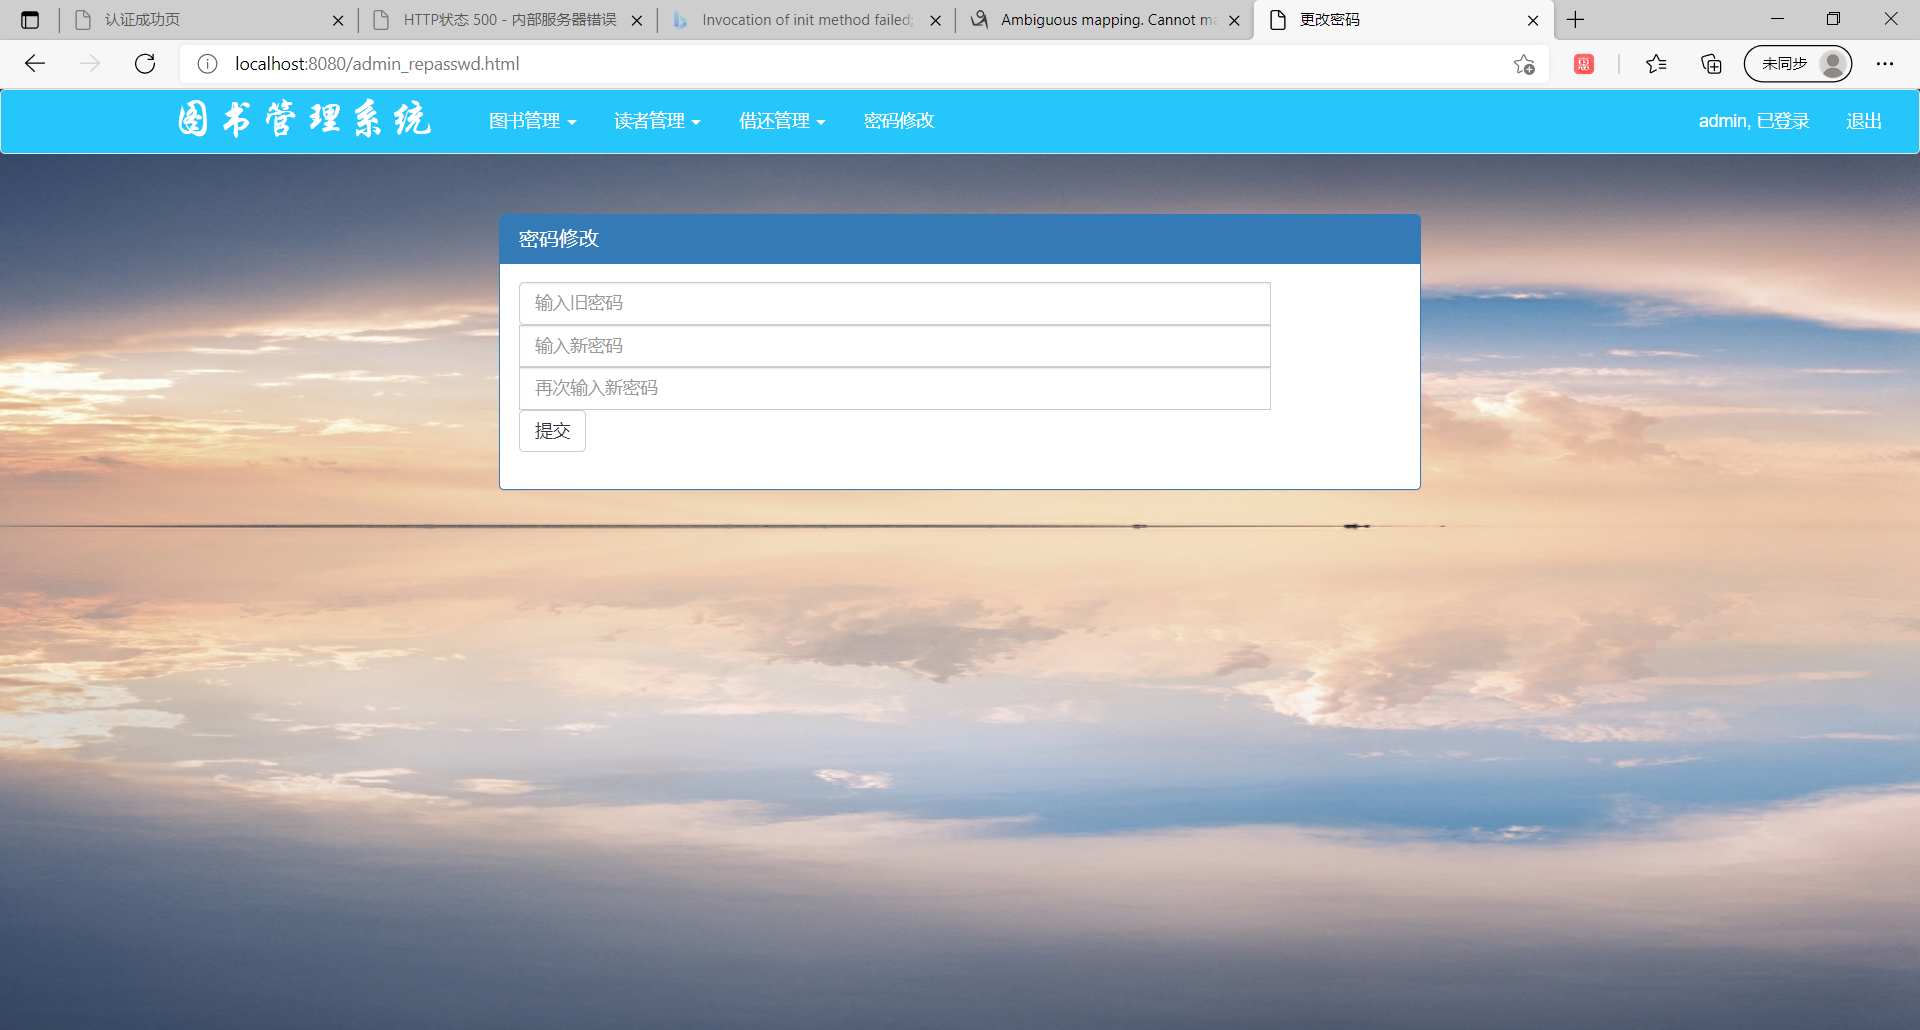 认证成功页
HTTP状态 500 - 内部服务器错误
Invocation of init method failed;
Ambiguous mapping. Cannot ma
更改密码
localhost:8080/admin_repasswd.html
惠
未同步
图书管理系统
图书管理
读者管理
借还管理
密码修改
admin, 已登录
退出
密码修改
输入旧密码
输入新密码
再次输入新密码
提交